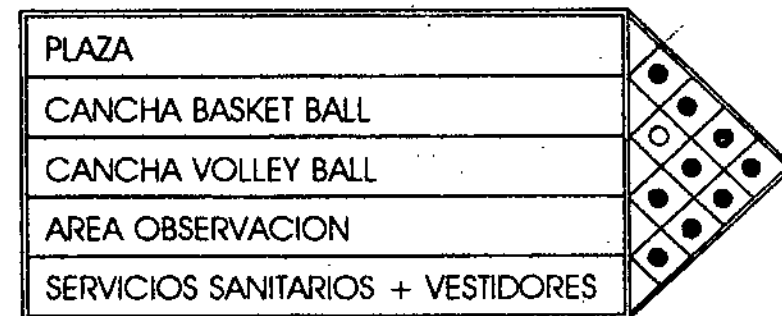 PLAZA
CANCHA BASKET BALL
CANCHA VOLLEY BALL
AREA OBSERVACION
SERVICIOS SANITARIOS + VESTIDORES